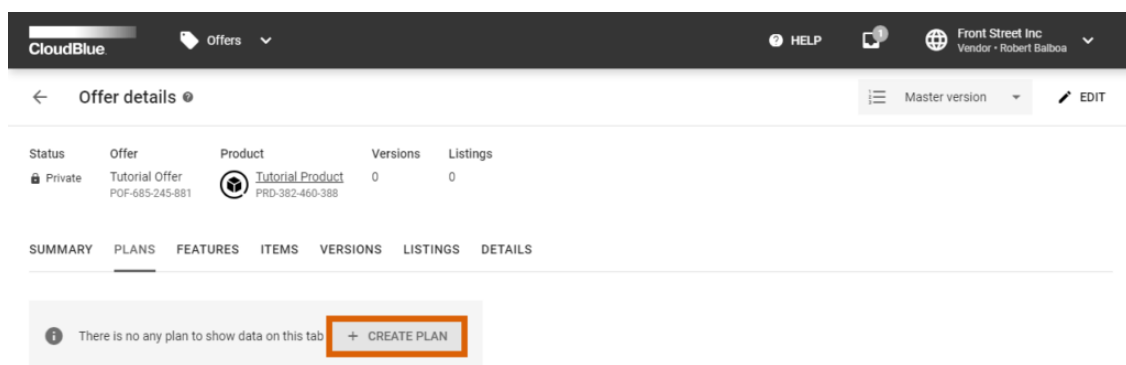 CloudBlue.
Offers
HELP
1
Front Street Inc
Vendor • Robert Balboa
Offer details
Master version
EDIT
Status
Offer
Product
Versions
Listings
Private
Tutorial Offer
POF-685-245-881
Tutorial Product
PRD-382-460-388
0
0
SUMMARY PLANS FEATURES ITEMS VERSIONS LISTINGS DETAILS
There is no any plan to show data on this tab
+ CREATE PLAN